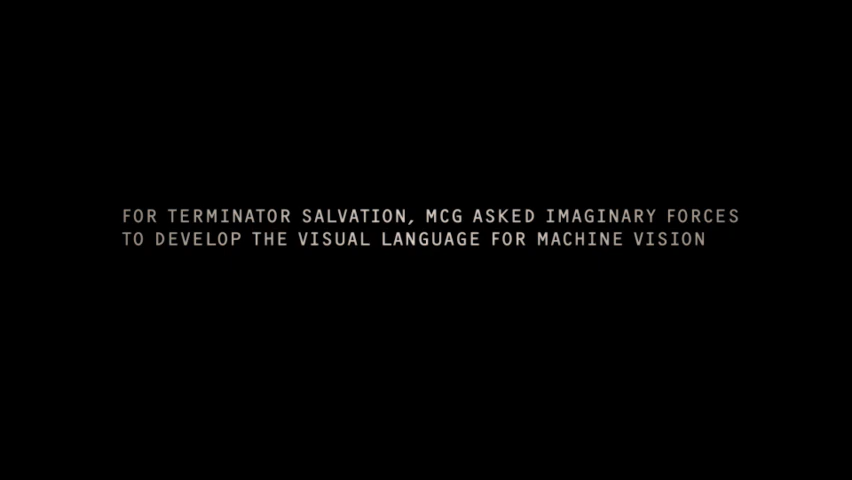 FOR TERMINATOR SALVATION, MCG ASKED IMAGINARY FORCES
TO DEVELOP THE VISUAL LANGUAGE FOR MACHINE VISION